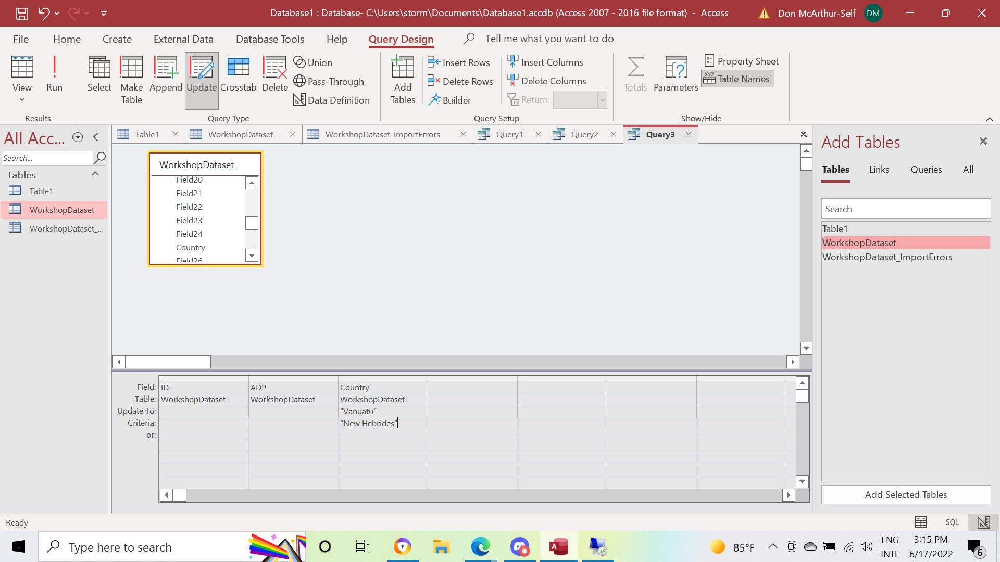 Database1 : Database- C:\Users\storm\Documents\Database1.accdb (Access 2007 - 2016 file format) - Access
Don McArthur-Self
DM
File Home Create External Data Database Tools Help Query Design Tell me what you want to do
View
Run
Results
Select
Make Table
Append
Update
Crosstab
Delete
Union
Pass-Through
Data Definition
Query Type
Add Tables
Insert Rows
Delete Rows
Builder
Insert Columns
Delete Columns
Return:
Query Setup
Totals
Parameters
Property Sheet
Table Names
Show/Hide
All Acc...
Search...
Tables
Table1
WorkshopDataset
WorkshopDataset_...
Table1 WorkshopDataset WorkshopDataset_ImportErrors Query1 Query2 Query3
WorkshopDataset
Field20
Field21
Field22
Field23
Field24
Country
Field26
Field: ID ADP Country
Table: WorkshopDataset WorkshopDataset WorkshopDataset
Update To: "Vanuatu"
Criteria: "New Hebrides"
or:
Add Tables
Tables Links Queries All
Search
Table1
WorkshopDataset
WorkshopDataset_ImportErrors
Add Selected Tables
Ready
SQL
Type here to search
85°F
ENG
INTL
3:15 PM
6/17/2022
6